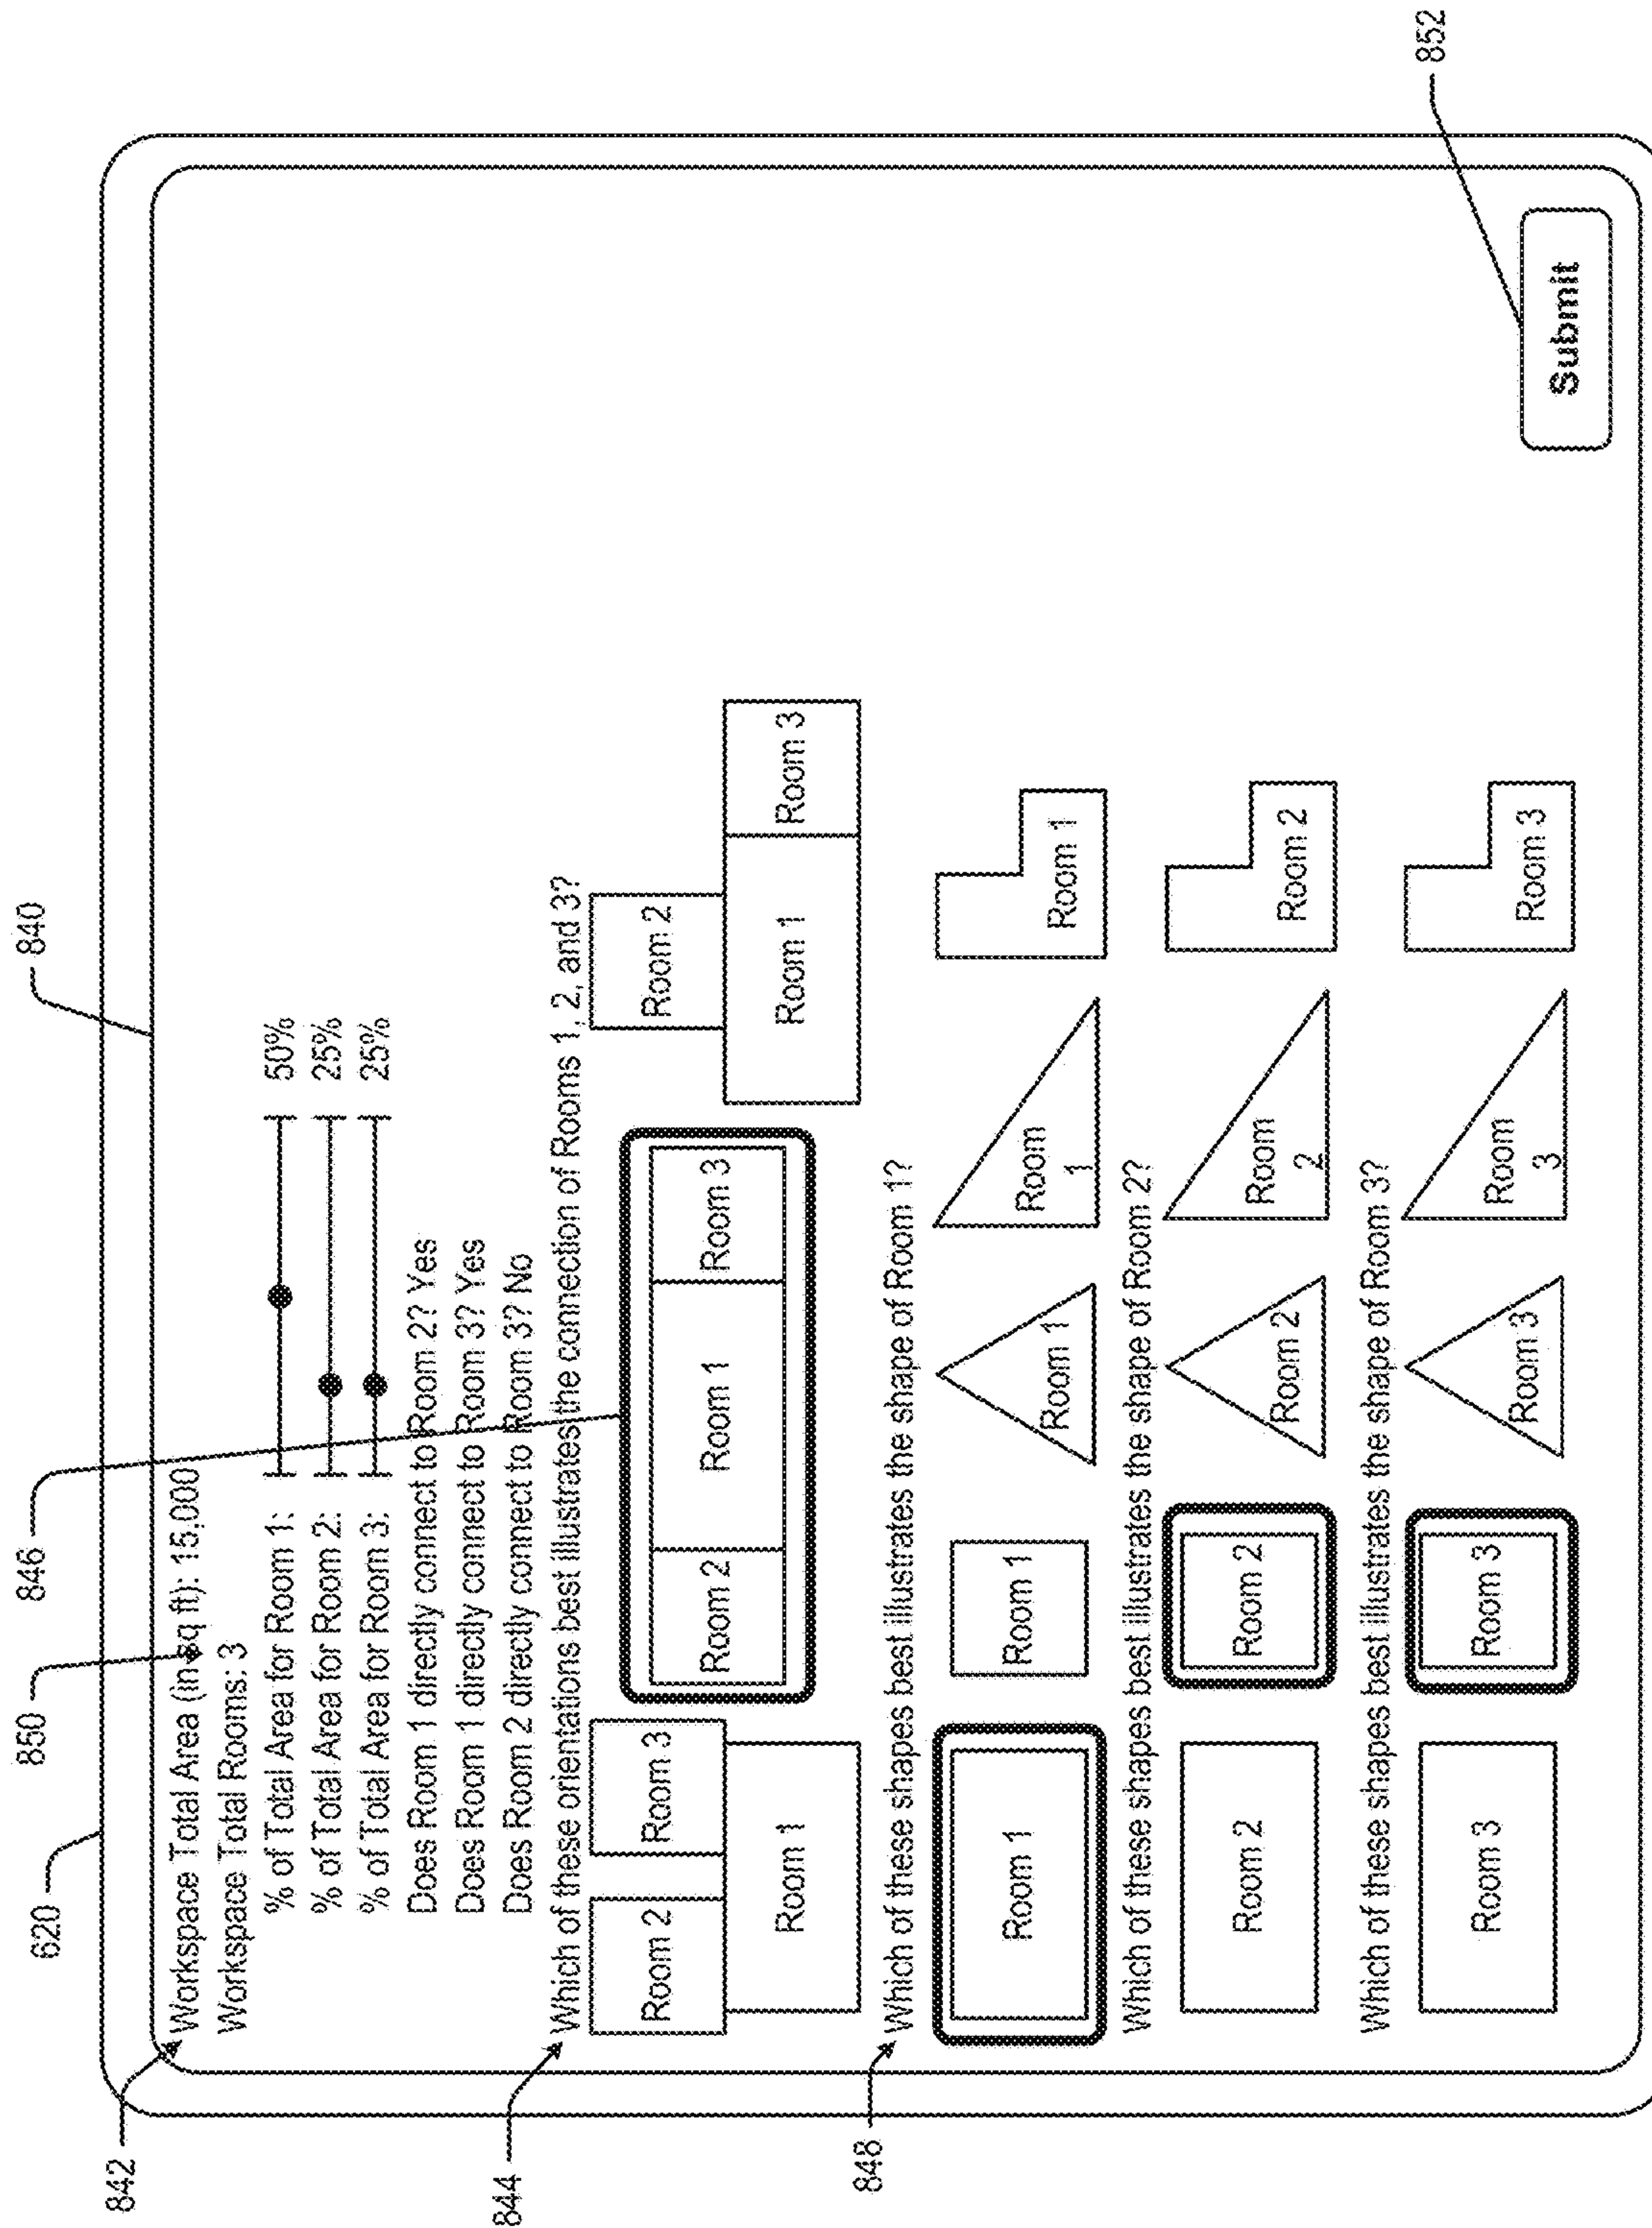 620
850
846
840
842
Workspace Total Area (in sq ft): 15,000
Workspace Total Rooms: 3
% of Total Area for Room 1: 50%
% of Total Area for Room 2: 25%
% of Total Area for Room 3: 25%
Does Room 1 directly connect to Room 2? Yes
Does Room 1 directly connect to Room 3? Yes
Does Room 2 directly connect to Room 3? No
844
Which of these orientations best illustrates the connection of Rooms 1, 2, and 3?
Room 2 Room 3
Room 1
Room 2 Room 1 Room 3
Room 2
Room 1 Room 3
848
Which of these shapes best illustrates the shape of Room 1?
Room 1
Room 1
Room 1
Room
1
Room 1
Which of these shapes best illustrates the shape of Room 2?
Room 2
Room 2
Room 2
Room
2
Room 2
Which of these shapes best illustrates the shape of Room 3?
Room 3
Room 3
Room 3
Room
3
Room 3
Submit
852